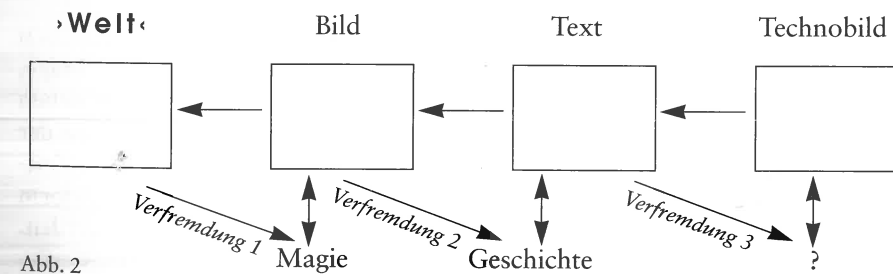 ›Welt‹ Bild Text Technobild
Verfremdung 1 Verfremdung 2 Verfremdung 3
Abb. 2 Magie Geschichte ?